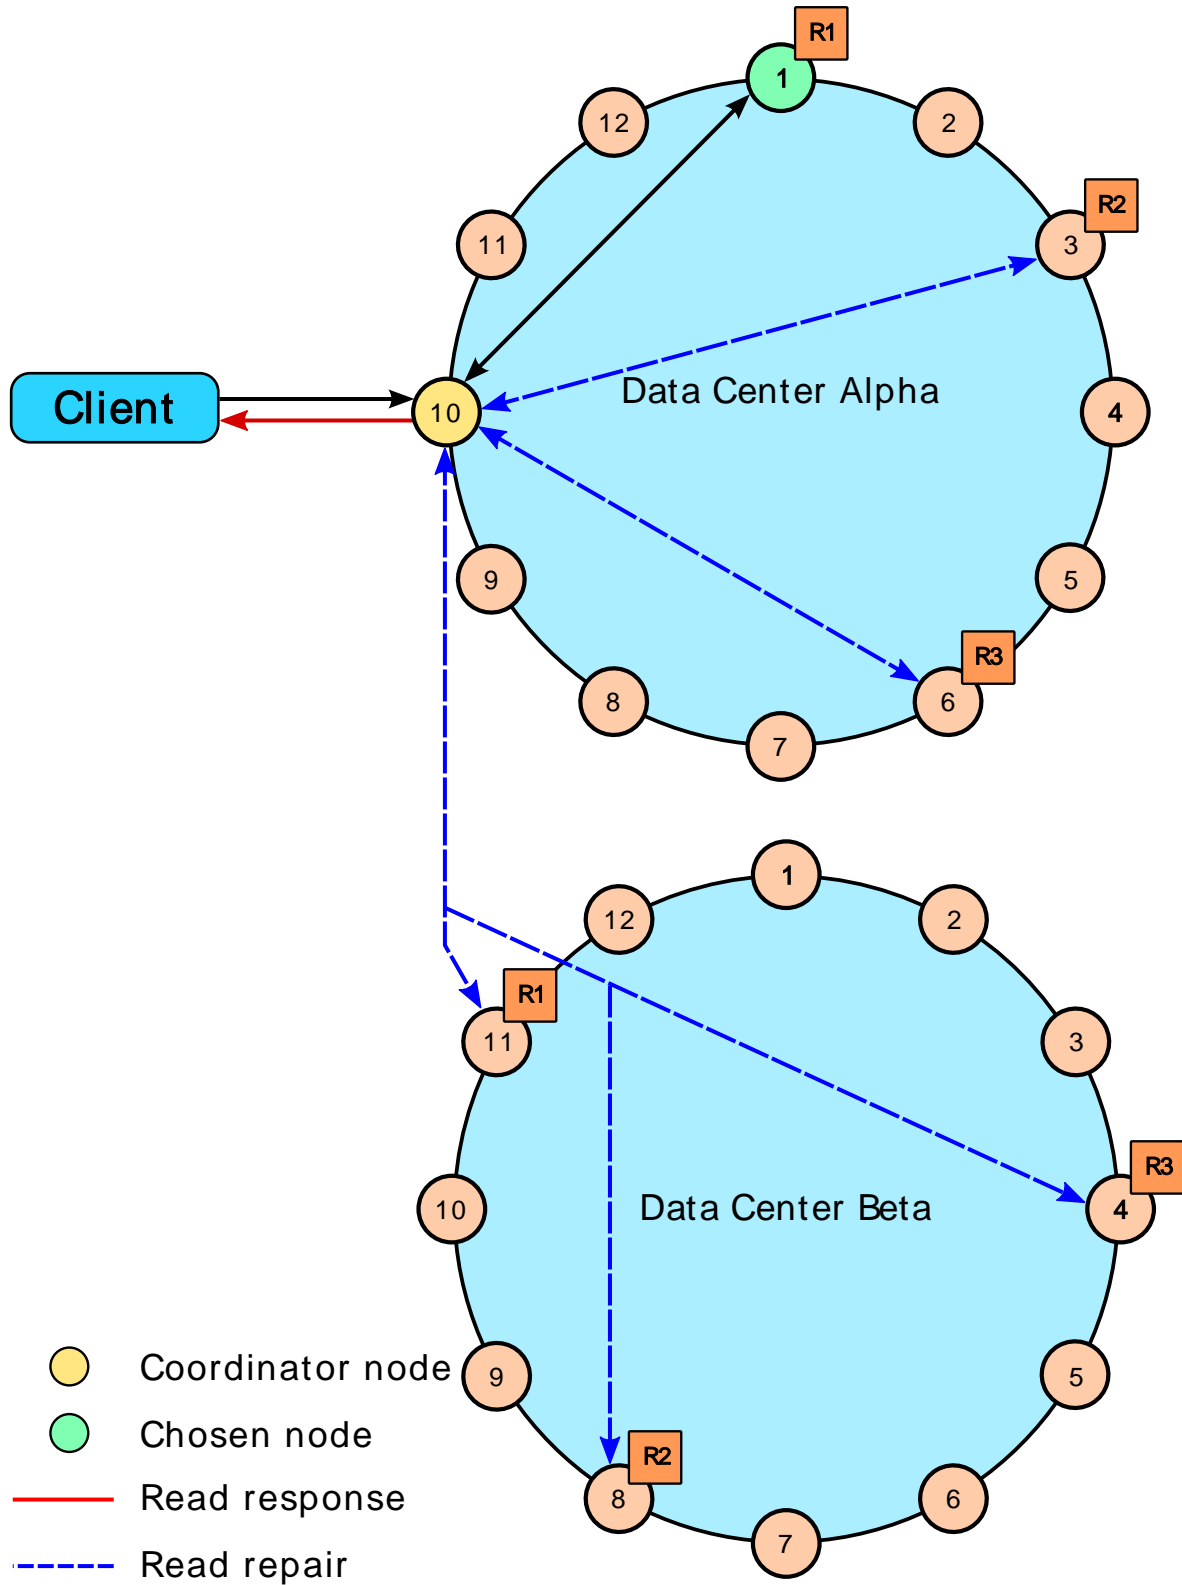 R1
1
12
2
R2
11
3
Data Center Alpha
Client
10
4
9
5
R3
8
6
7
1
12
2
R1
11
3
R3
10
Data Center Beta
4
Coordinator node
9
5
Chosen node
R2
Read response
8
6
7
Read repair